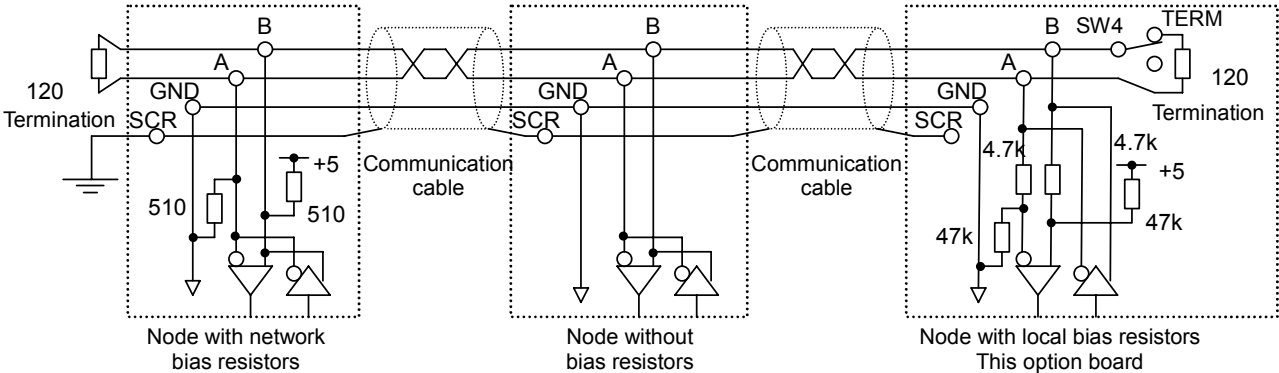 B
A
GND
SCR
120
Termination
+5
510
510
Node with network
bias resistors
Communication
cable
B
A
GND
SCR
Node without
bias resistors
Communication
cable
B
SW4
TERM
A
GND
SCR
120
Termination
4.7k
4.7k
+5
47k
47k
Node with local bias resistors
This option board